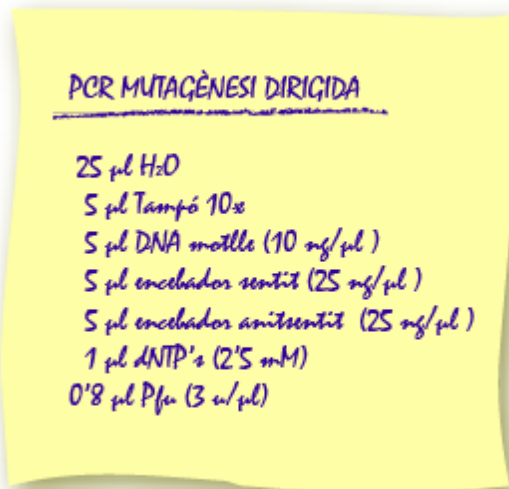 PCR MUTAGÈNESI DIRIGIDA
25 µl H₂O
5 µl Tampó 10x
5 µl DNA motlle (10 ng/µl )
5 µl encebador sentit (25 ng/µl )
5 µl encebador anitsentit (25 ng/µl )
1 µl dNTP's (2'5 mM)
0'8 µl Pfu (3 u/µl)